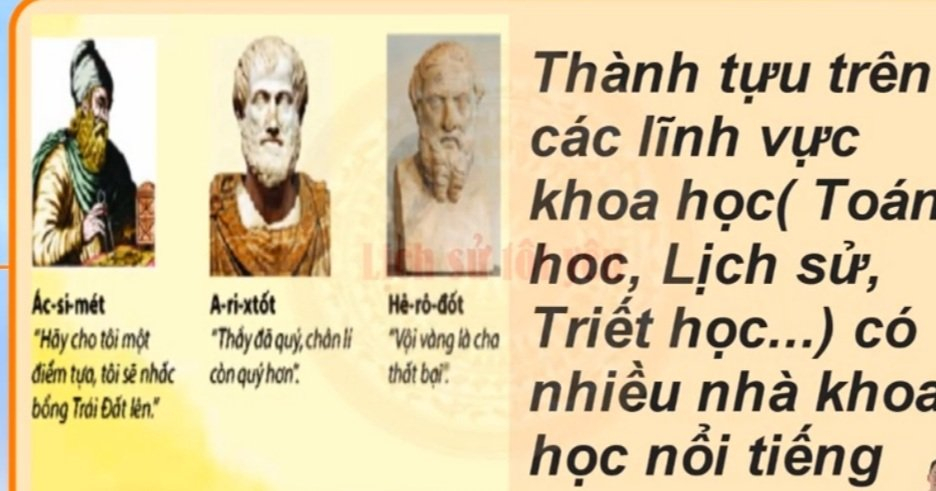 Ác-si-mét
"Hãy cho tôi một
điểm tựa, tôi sẽ nhấc
bổng Trái Đất lên."
A-ri-xtốt
"Thầy đã quý, chân lí
còn quý hơn".
Hê-rô-đốt
"Vội vàng là cha
thất bại".
Thành tựu trên
các lĩnh vực
khoa học( Toán
hoc, Lịch sử,
Triết học...) có
nhiều nhà khoa
học nổi tiếng
Lịch sử